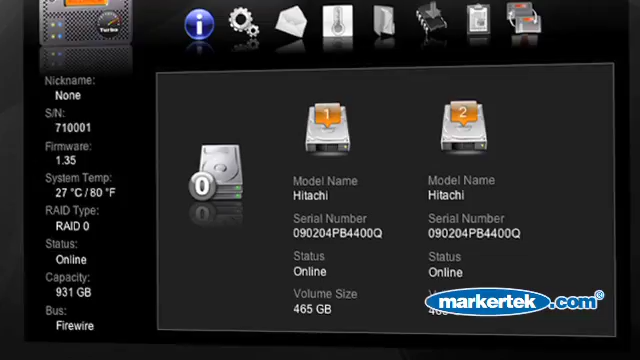 Turbo
i
Nickname:
None
S/N:
710001
Firmware:
1.35
System Temp:
27 °C / 80 °F
RAID Type:
RAID 0
Status:
Online
Capacity:
931 GB
Bus:
Firewire
0
1
Model Name
Hitachi
Serial Number
090204PB4400Q
Status
Online
Volume Size
465 GB
2
Model Name
Hitachi
Serial Number
090204PB4400Q
Status
Online
markertek.com®